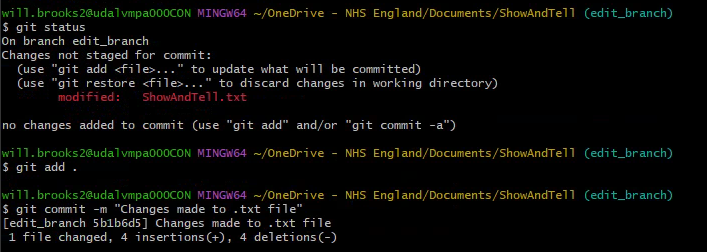 will.brooks2@udalvmpa000CON MINGW64 ~/OneDrive - NHS England/Documents/ShowAndTell (edit_branch)
$ git status
On branch edit_branch
Changes not staged for commit:
  (use "git add <file>..." to update what will be committed)
  (use "git restore <file>..." to discard changes in working directory)
        modified:   ShowAndTell.txt

no changes added to commit (use "git add" and/or "git commit -a")

will.brooks2@udalvmpa000CON MINGW64 ~/OneDrive - NHS England/Documents/ShowAndTell (edit_branch)
$ git add .

will.brooks2@udalvmpa000CON MINGW64 ~/OneDrive - NHS England/Documents/ShowAndTell (edit_branch)
$ git commit -m "Changes made to .txt file"
[edit_branch 5b1b6d5] Changes made to .txt file
 1 file changed, 4 insertions(+), 4 deletions(-)